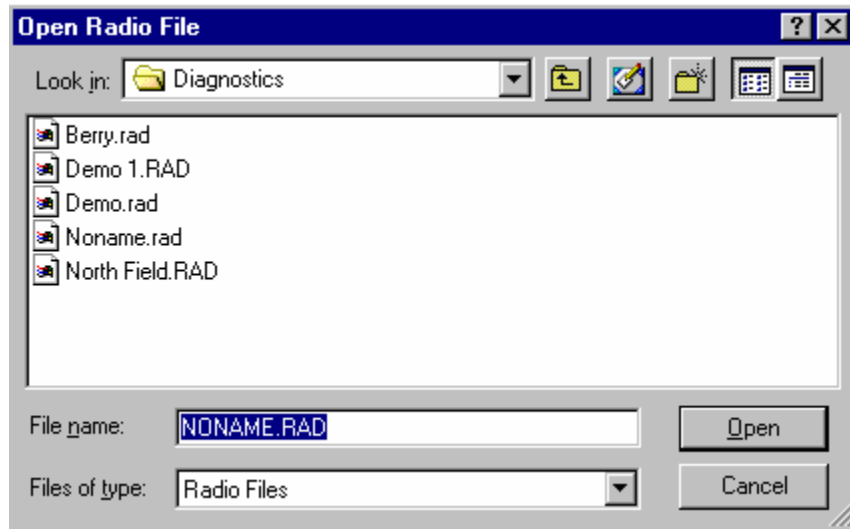 Open Radio File
Look in: Diagnostics
Berry.rad
Demo 1.RAD
Demo.rad
Noname.rad
North Field.RAD
File name: NONAME.RAD Open
Files of type: Radio Files Cancel